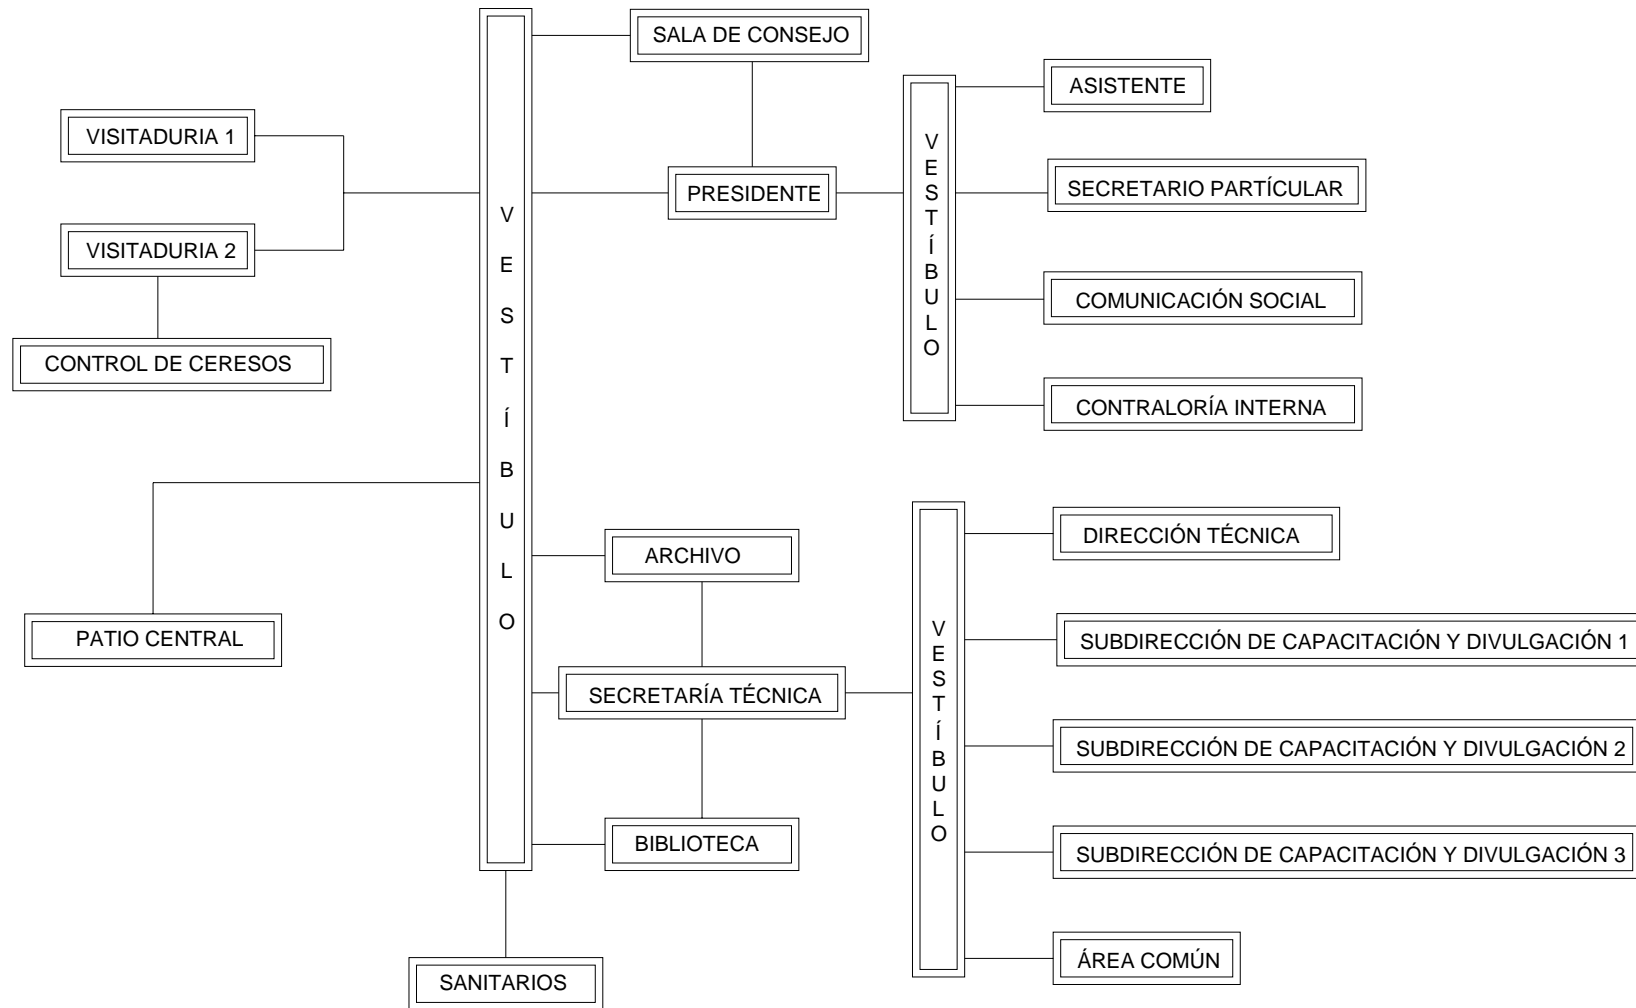 SALA DE CONSEJO
ASISTENTE
VISITADURIA 1
VESTÍBULO
SECRETARIO PARTÍCULAR
PRESIDENTE
VISITADURIA 2
VESTÍBULO
COMUNICACIÓN SOCIAL
CONTROL DE CERESOS
CONTRALORÍA INTERNA
DIRECCIÓN TÉCNICA
ARCHIVO
PATIO CENTRAL
VESTÍBULO
SUBDIRECCIÓN DE CAPACITACIÓN Y DIVULGACIÓN 1
SECRETARÍA TÉCNICA
SUBDIRECCIÓN DE CAPACITACIÓN Y DIVULGACIÓN 2
BIBLIOTECA
SUBDIRECCIÓN DE CAPACITACIÓN Y DIVULGACIÓN 3
ÁREA COMÚN
SANITARIOS